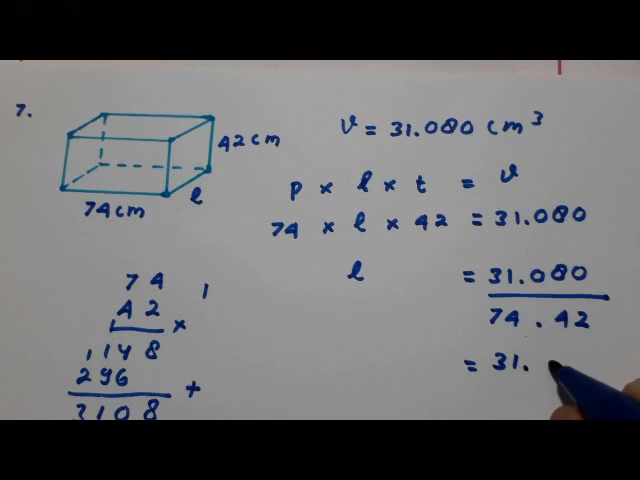 7.
42 cm
74 cm
l
V = 31.080 cm³
p × l × t = V
74 × l × 42 = 31.080
l = 31.080
74 . 42
= 31.
74
42 ×
148
296 +
3108
1